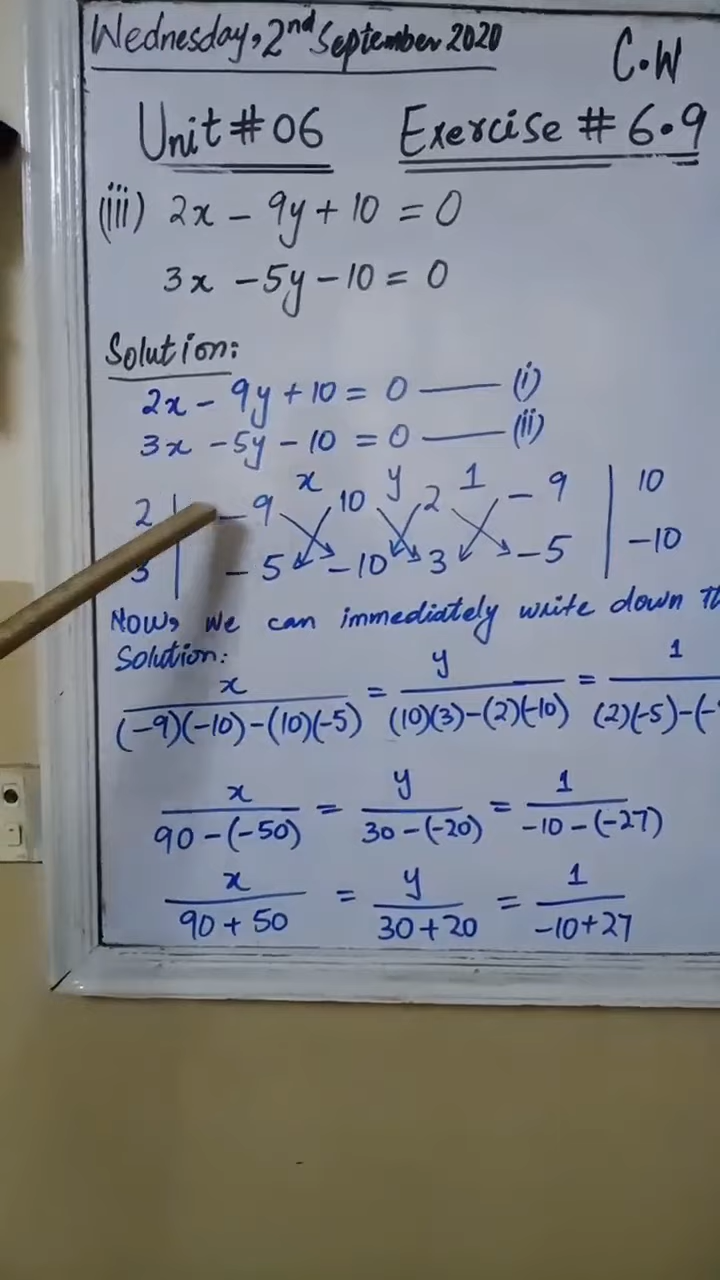 Wednesday, 2nd September 2020
C.W
Unit # 06 Exercise # 6.9
(iii) 2x - 9y + 10 = 0
3x - 5y - 10 = 0
Solution:
2x - 9y + 10 = 0 —— (i)
3x - 5y - 10 = 0 —— (ii)
x y 1
2 | -9 10 2 -9 | 10
3 | -5 -10 3 -5 | -10
Now, we can immediately write down
Solution:
x/((-9)(-10)-(10)(-5)) = y/((10)(3)-(2)(-10)) = 1/((2)(-5)-(-
x/(90-(-50)) = y/(30-(-20)) = 1/(-10-(-27))
x/(90+50) = y/(30+20) = 1/(-10+27)